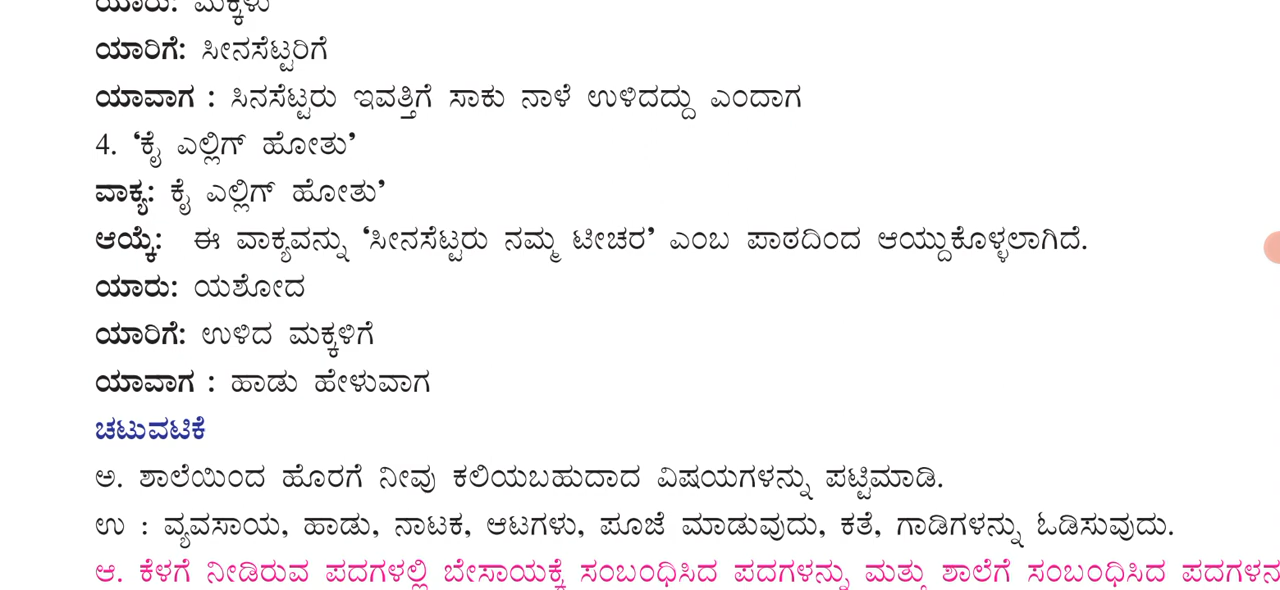 ಯಾರು: ಮಕ್ಕಳು
ಯಾರಿಗೆ: ಸೀನಸೆಟ್ಟರಿಗೆ
ಯಾವಾಗ : ಸಿನಸೆಟ್ಟರು ಇವತ್ತಿಗೆ ಸಾಕು ನಾಳೆ ಉಳಿದದ್ದು ಎಂದಾಗ
4. ‘ಕೈ ಎಲ್ಲಿಗ್ ಹೋತು’
ವಾಕ್ಯ: ಕೈ ಎಲ್ಲಿಗ್ ಹೋತು’
ಆಯ್ಕೆ: ಈ ವಾಕ್ಯವನ್ನು ‘ಸೀನಸೆಟ್ಟರು ನಮ್ಮ ಟೀಚರ’ ಎಂಬ ಪಾಠದಿಂದ ಆಯ್ದುಕೊಳ್ಳಲಾಗಿದೆ.
ಯಾರು: ಯಶೋದ
ಯಾರಿಗೆ: ಉಳಿದ ಮಕ್ಕಳಿಗೆ
ಯಾವಾಗ : ಹಾಡು ಹೇಳುವಾಗ
ಚಟುವಟಿಕೆ
ಅ. ಶಾಲೆಯಿಂದ ಹೊರಗೆ ನೀವು ಕಲಿಯಬಹುದಾದ ವಿಷಯಗಳನ್ನು ಪಟ್ಟಿಮಾಡಿ.
ಉ : ವ್ಯವಸಾಯ, ಹಾಡು, ನಾಟಕ, ಆಟಗಳು, ಪೂಜೆ ಮಾಡುವುದು, ಕತೆ, ಗಾಡಿಗಳನ್ನು ಓಡಿಸುವುದು.
ಆ. ಕೆಳಗೆ ನೀಡಿರುವ ಪದಗಳಲ್ಲಿ ಬೇಸಾಯಕ್ಕೆ ಸಂಬಂಧಿಸಿದ ಪದಗಳನ್ನು ಮತ್ತು ಶಾಲೆಗೆ ಸಂಬಂಧಿಸಿದ